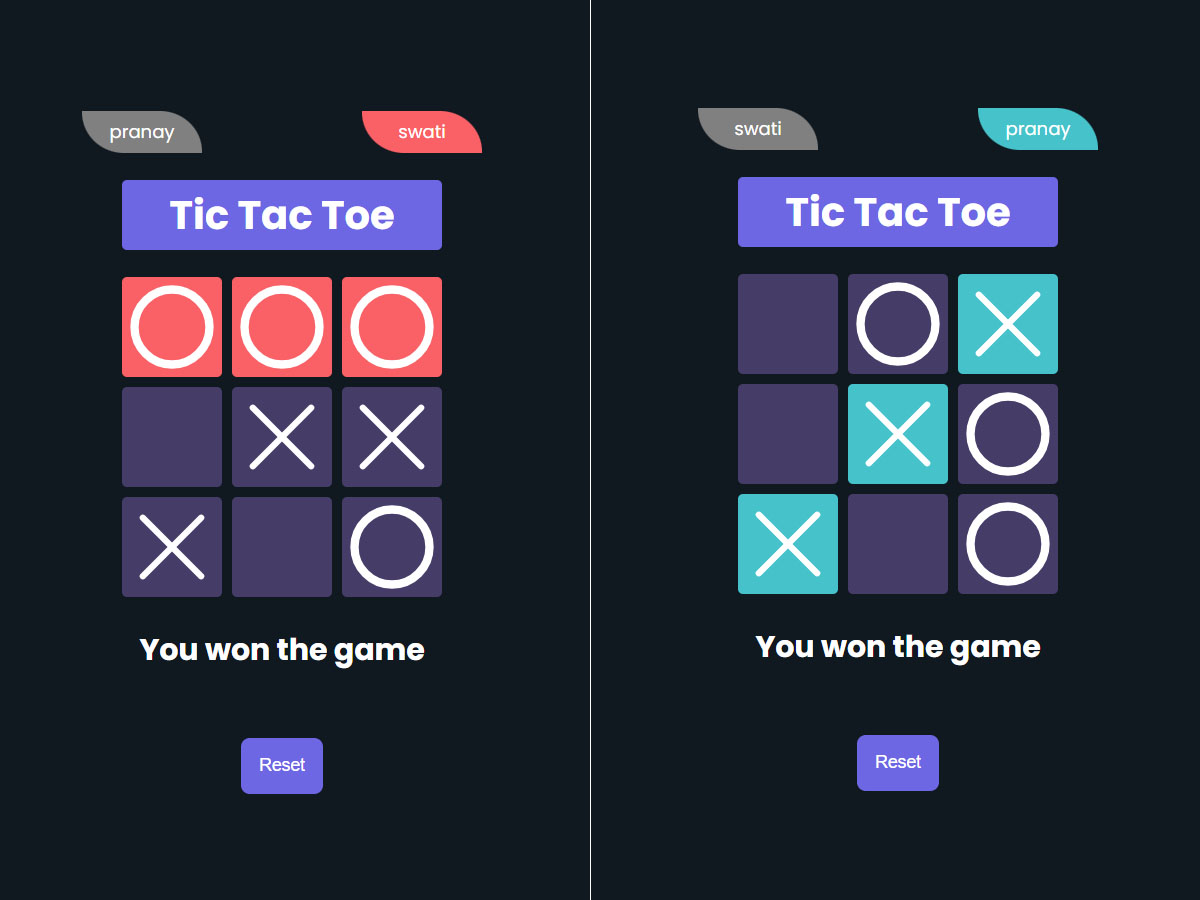 pranay
swati
Tic Tac Toe
You won the game
Reset
swati
pranay
Tic Tac Toe
You won the game
Reset